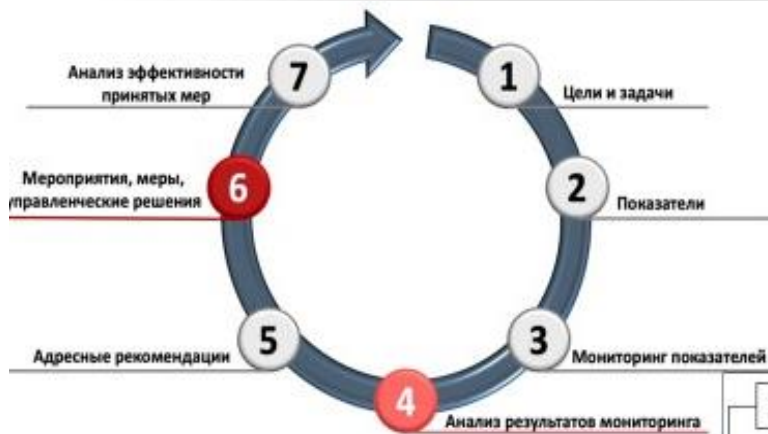 1
Цели и задачи
2
Показатели
3
Мониторинг показателей
4
Анализ результатов мониторинга
5
Адресные рекомендации
6
Мероприятия, меры,
управленческие решения
7
Анализ эффективности
принятых мер